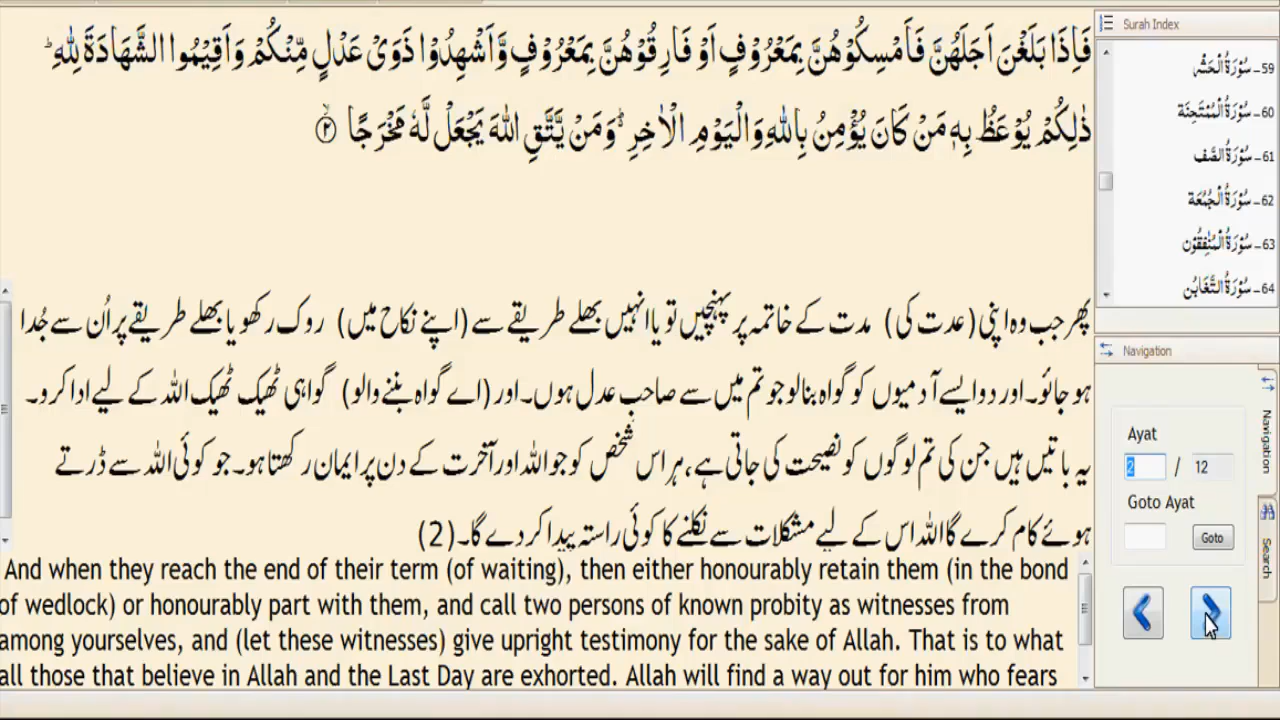 فَاِذَا بَلَغْنَ اَجَلَهُنَّ فَاَمْسِكُوْهُنَّ بِمَعْرُوْفٍ اَوْ فَارِقُوْهُنَّ بِمَعْرُوْفٍ وَّاَشْهِدُوْا ذَوَىْ عَدْلٍ مِّنْكُمْ وَاَقِيْمُوا الشَّهَادَةَ لِلّٰهِ ؕ
ذٰلِكُمْ يُوْعَظُ بِهٖ مَنْ كَانَ يُؤْمِنُ بِاللّٰهِ وَالْيَوْمِ الْاٰخِرِ ؕ وَمَنْ يَّتَّقِ اللّٰهَ يَجْعَلْ لَّهٗ مَخْرَجًا ۙ‏﴿۲﴾
پھر جب وہ اپنی (عدت کی) مدت کے خاتمہ پر پہنچیں تو یا انہیں بھلے طریقے سے (اپنے نکاح میں) روک رکھو یا بھلے طریقے پر اُن سے جُدا
ہو جائو۔ اور دو ایسے آدمیوں کو گواہ بنا لو جو تم میں سے صاحب عدل ہوں۔ اور (اے گواہ بننے والو) گواہی ٹھیک ٹھیک اللہ کے لیے ادا کرو۔
یہ باتیں ہیں جن کی تم لوگوں کو نصیحت کی جاتی ہے، ہر اس شخص کو جو اللہ اور آخرت کے دن پر ایمان رکھتا ہو۔ جو کوئی اللہ سے ڈرتے
ہوئے کام کرے گا اللہ اس کے لیے مشکلات سے نکلنے کا کوئی راستہ پیدا کر دے گا۔(2)
And when they reach the end of their term (of waiting), then either honourably retain them (in the bond
of wedlock) or honourably part with them, and call two persons of known probity as witnesses from
among yourselves, and (let these witnesses) give upright testimony for the sake of Allah. That is to what
all those that believe in Allah and the Last Day are exhorted. Allah will find a way out for him who fears
Surah Index
59– سُوْرَةُ الْحَشْر
60– سُوْرَةُ الْمُمْتَحِنَة
61– سُوْرَةُ الصَّف
62– سُوْرَةُ الْجُمُعَة
63– سُوْرَةُ الْمُنٰفِقُوْن
64– سُوْرَةُ التَّغَابُن
Navigation
Ayat
2 / 12
Goto Ayat
Goto
Navigation
Search